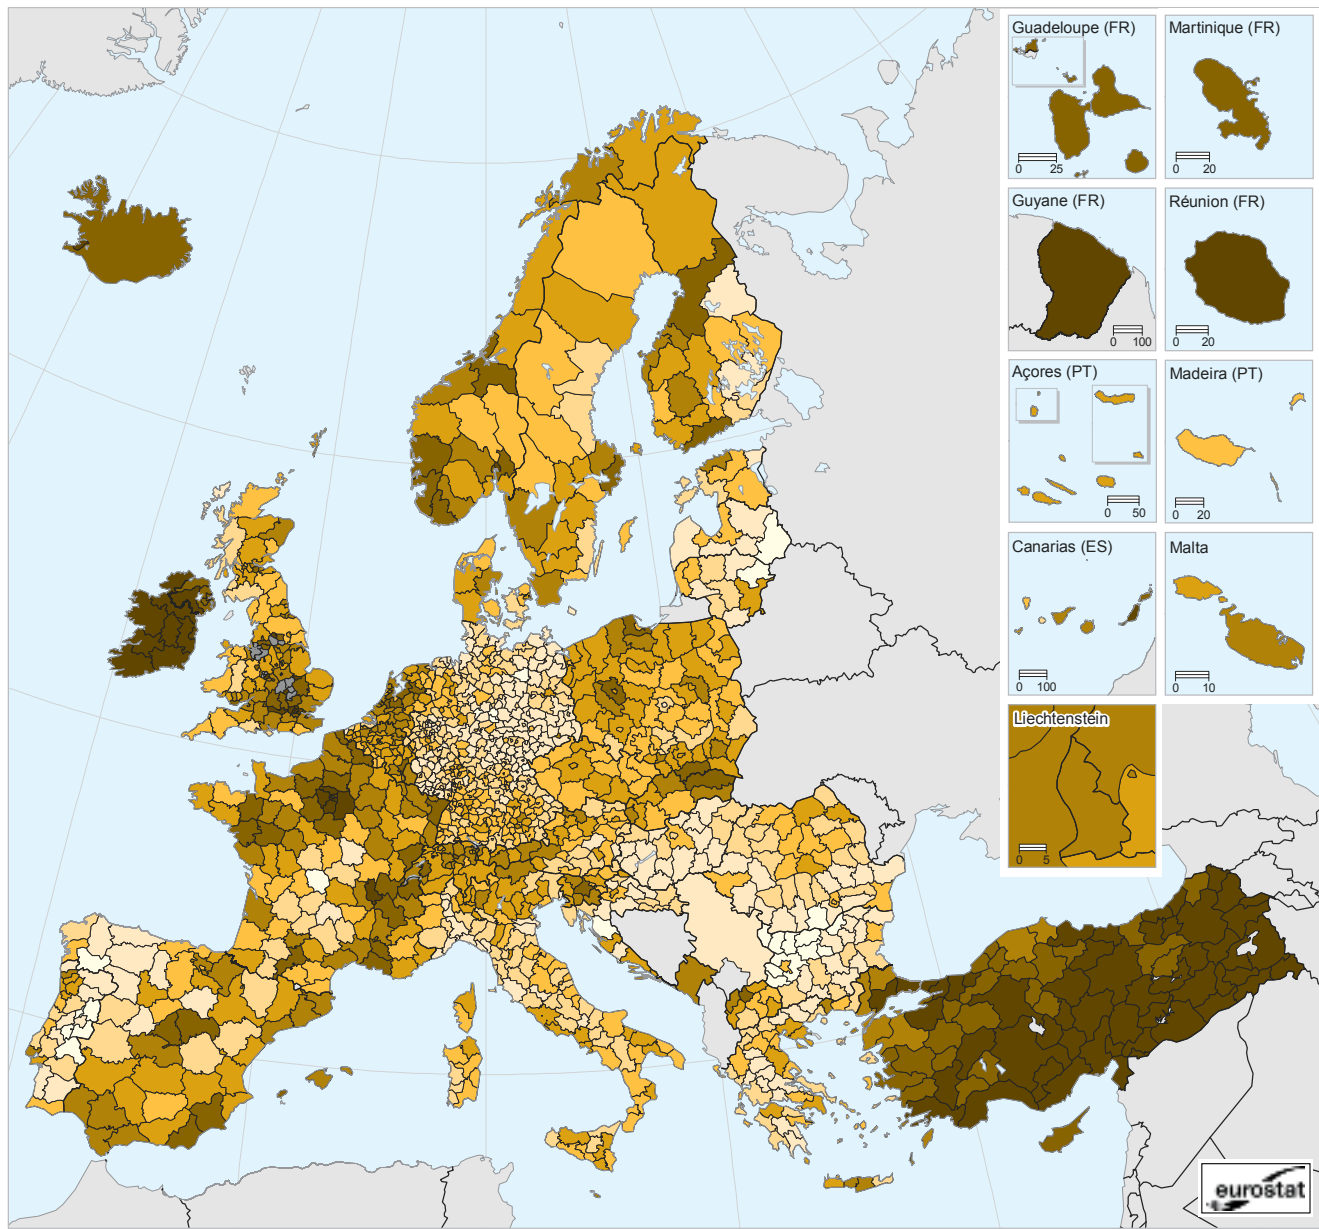 Guadeloupe (FR)
0 25
Martinique (FR)
0 20
Guyane (FR)
0 100
Réunion (FR)
0 20
Açores (PT)
0 50
Madeira (PT)
0 20
Canarias (ES)
0 100
Malta
0 10
Liechtenstein
0 5
eurostat